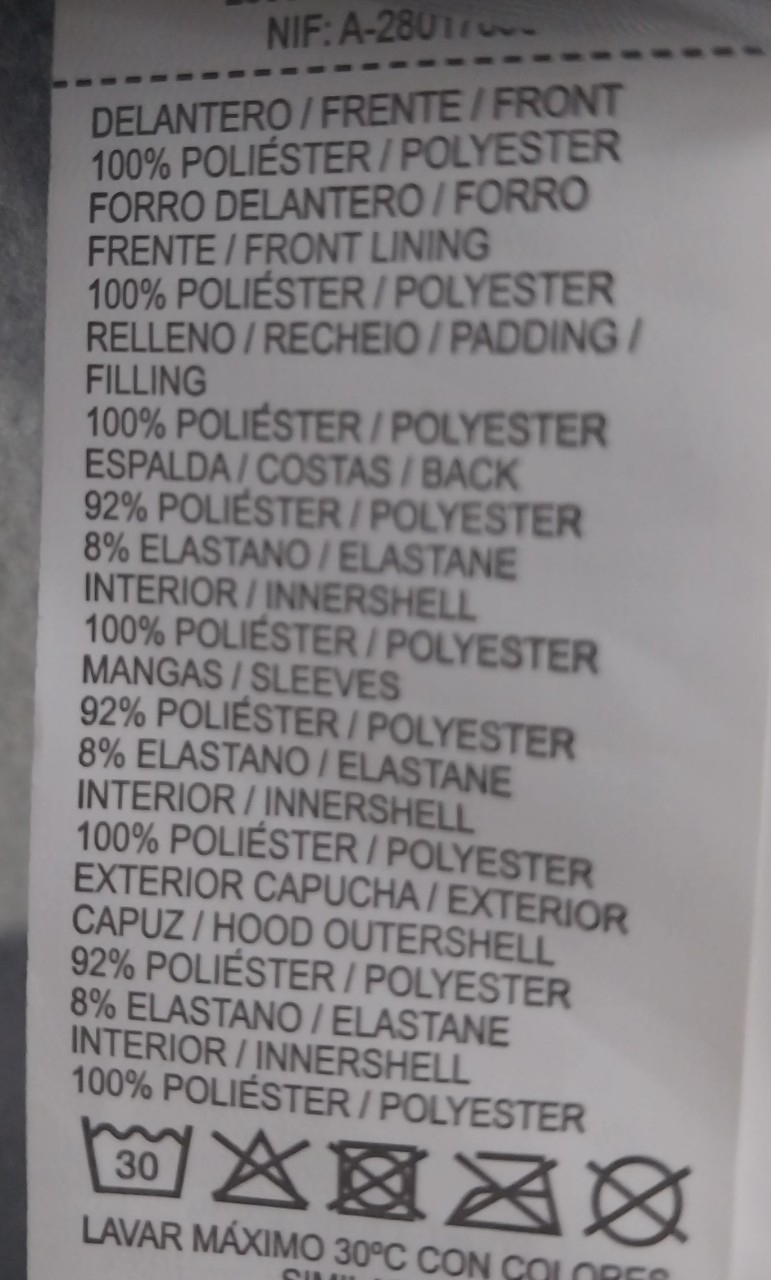 NIF: A-28017
DELANTERO / FRENTE / FRONT
100% POLIÉSTER / POLYESTER
FORRO DELANTERO / FORRO
FRENTE / FRONT LINING
100% POLIÉSTER / POLYESTER
RELLENO / RECHEIO / PADDING /
FILLING
100% POLIÉSTER / POLYESTER
ESPALDA / COSTAS / BACK
92% POLIÉSTER / POLYESTER
8% ELASTANO / ELASTANE
INTERIOR / INNERSHELL
100% POLIÉSTER / POLYESTER
MANGAS / SLEEVES
92% POLIÉSTER / POLYESTER
8% ELASTANO / ELASTANE
INTERIOR / INNERSHELL
100% POLIÉSTER / POLYESTER
EXTERIOR CAPUCHA / EXTERIOR
CAPUZ / HOOD OUTERSHELL
92% POLIÉSTER / POLYESTER
8% ELASTANO / ELASTANE
INTERIOR / INNERSHELL
100% POLIÉSTER / POLYESTER
30
LAVAR MÁXIMO 30ºC CON COLORES